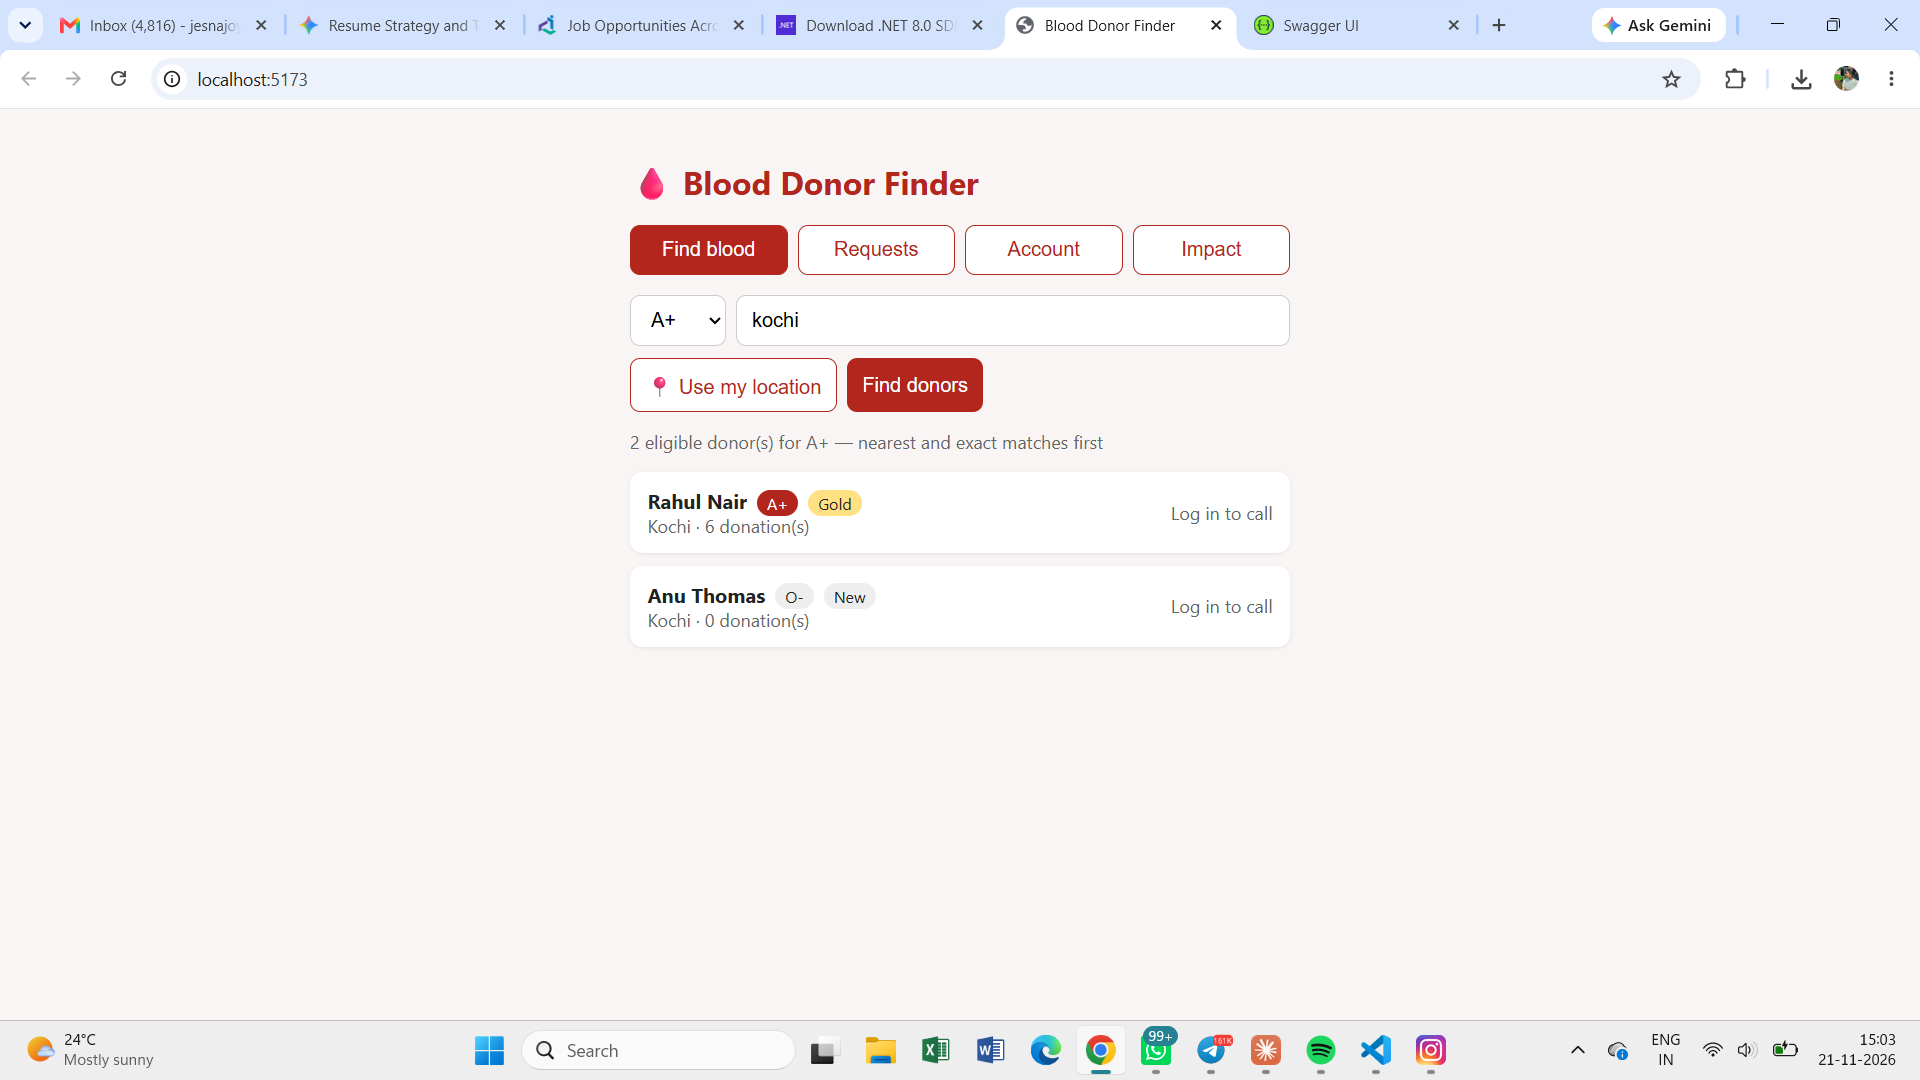 Inbox (4,816) - jesnajo
Resume Strategy and T
Job Opportunities Acro
.NET
Download .NET 8.0 SD
Blood Donor Finder
Swagger UI
Ask Gemini
localhost:5173
Blood Donor Finder
Find blood
Requests
Account
Impact
A+
kochi
Use my location
Find donors
2 eligible donor(s) for A+ — nearest and exact matches first
Rahul Nair A+ Gold
Kochi · 6 donation(s)
Log in to call
Anu Thomas O- New
Kochi · 0 donation(s)
Log in to call
24°C
Mostly sunny
Search
99+
161K
ENG
IN
15:03
21-11-2026